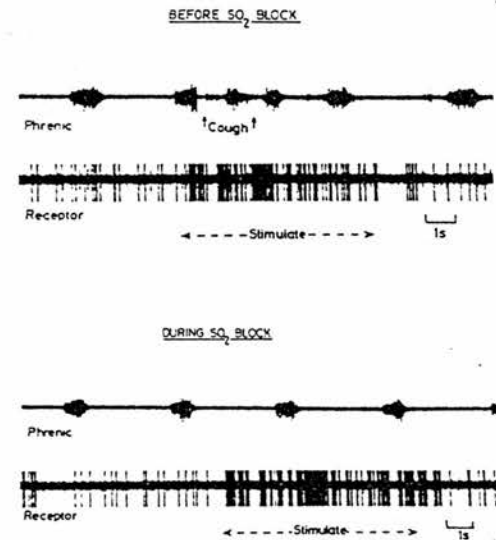 BEFORE SO₂ BLOCK
Phrenic
↑Cough↑
Receptor
1s
<- - - - -Stimulate- - - ->
DURING SO₂ BLOCK
Phrenic
Receptor
<- - - - -Stimulate- - - ->
1s